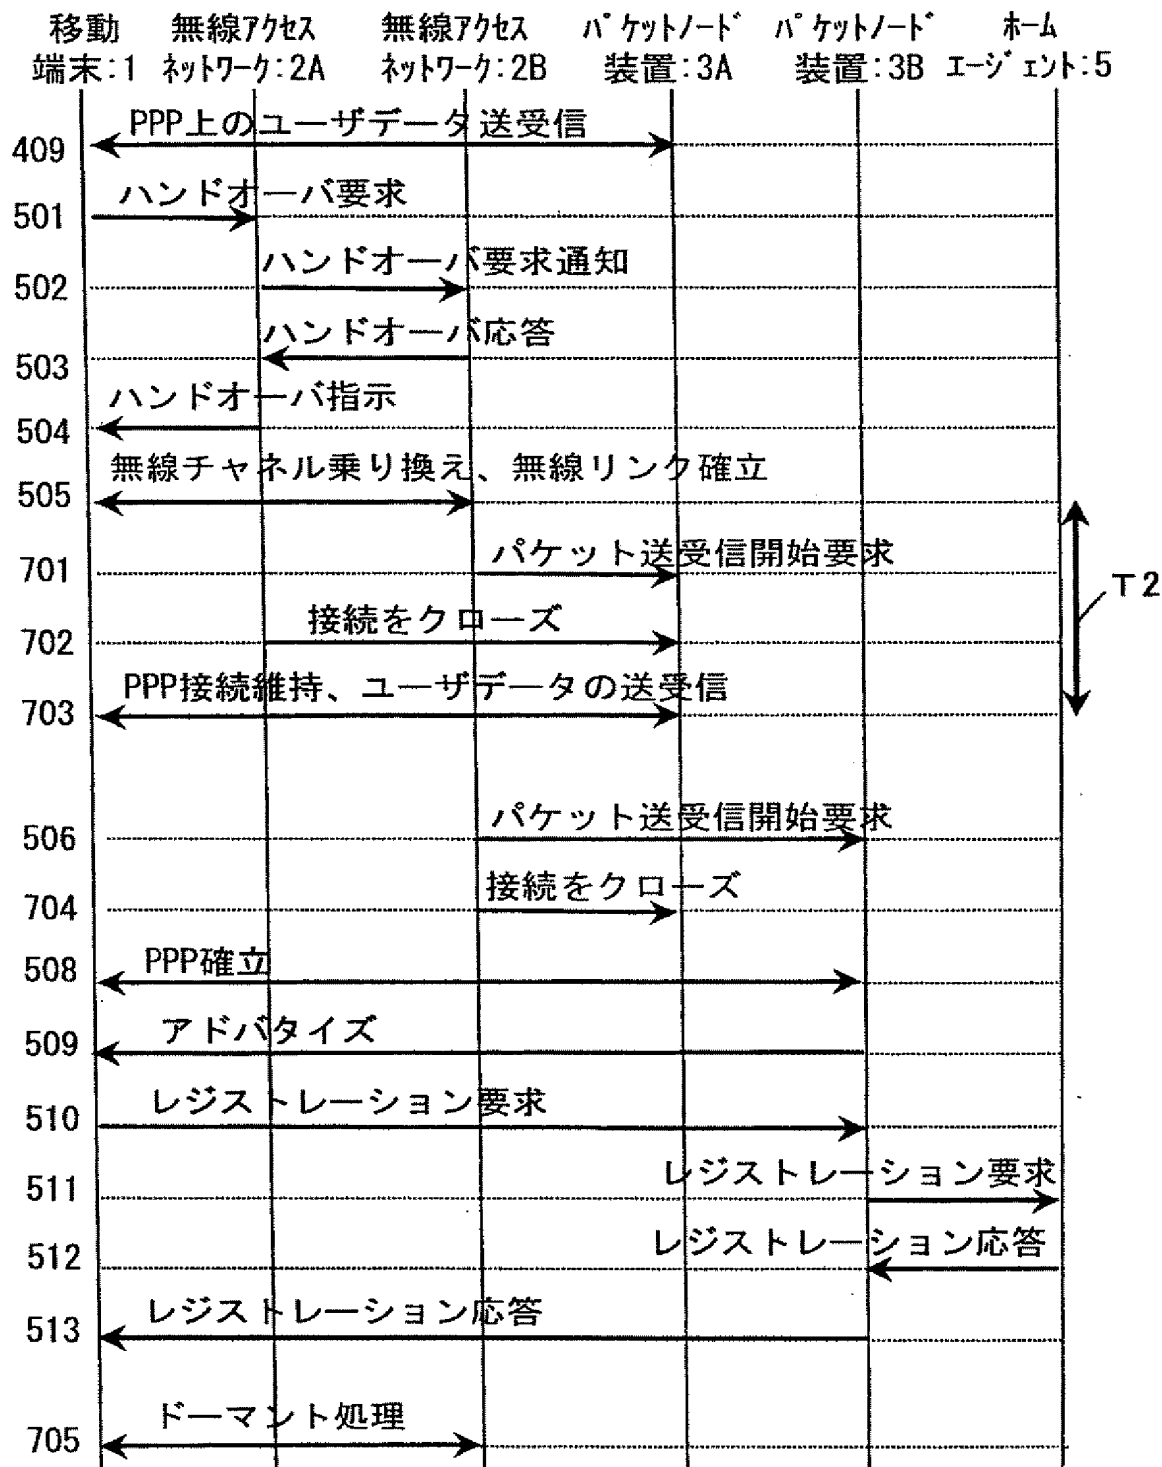 移動 無線アクセス 無線アクセス パケットノード パケットノード ホーム
端末:1 ネットワーク:2A ネットワーク:2B 装置:3A 装置:3B エージェント:5
PPP上のユーザデータ送受信
409
ハンドオーバ要求
501
ハンドオーバ要求通知
502
ハンドオーバ応答
503
ハンドオーバ指示
504
無線チャネル乗り換え、無線リンク確立
505
パケット送受信開始要求
701
T2
接続をクローズ
702
PPP接続維持、ユーザデータの送受信
703
パケット送受信開始要求
506
接続をクローズ
704
PPP確立
508
アドバタイズ
509
レジストレーション要求
510
レジストレーション要求
511
レジストレーション応答
512
レジストレーション応答
513
ドーマント処理
705